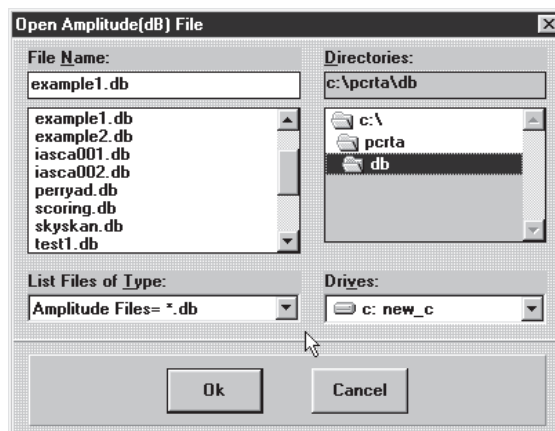 Open Amplitude(dB) File
File Name:
example1.db
example1.db
example2.db
iasca001.db
iasca002.db
perryad.db
scoring.db
skyskan.db
test1.db
List Files of Type:
Amplitude Files= *.db
Directories:
c:\pcrta\db
c:\
pcrta
db
Drives:
c: new_c
Ok
Cancel